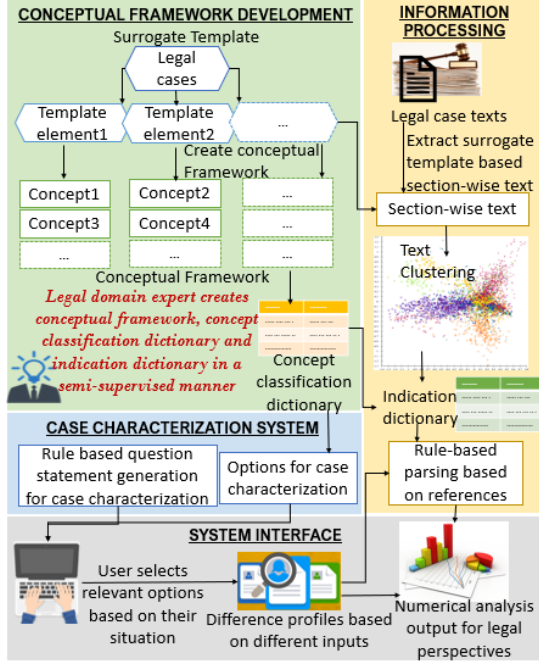 CONCEPTUAL FRAMEWORK DEVELOPMENT
Surrogate Template
Legal
cases
Template
element1
Template
element2
...
Create conceptual
Framework
Concept1
Concept2
...
Concept3
Concept4
...
...
...
...
Conceptual Framework
Legal domain expert creates
conceptual framework, concept
classification dictionary and
indication dictionary in a
semi-supervised manner
Concept
classification
dictionary
INFORMATION
PROCESSING
Legal case texts
Extract surrogate
template based
section-wise text
Section-wise text
Text
Clustering
Indication
dictionary
Rule-based
parsing based
on references
CASE CHARACTERIZATION SYSTEM
Rule based question
statement generation
for case characterization
Options for case
characterization
SYSTEM INTERFACE
User selects
relevant options
based on their
situation
Difference profiles based
on different inputs
Numerical analysis
output for legal
perspectives